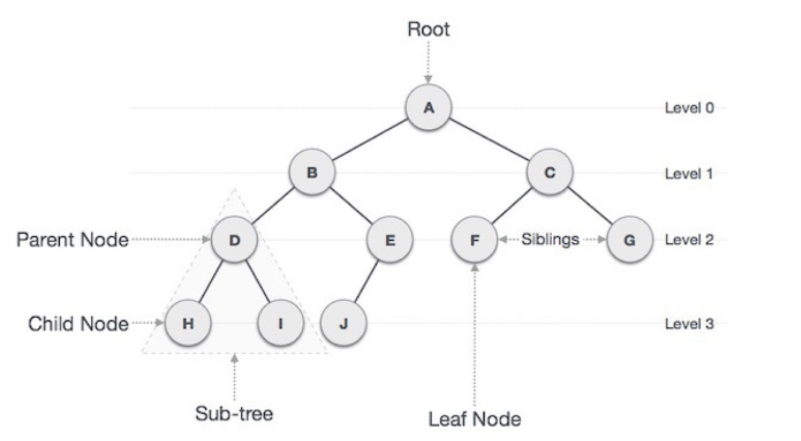 Root
A
Level 0
B
C
Level 1
Parent Node
D
E
F
Siblings
G
Level 2
Child Node
H
I
J
Level 3
Sub-tree
Leaf Node